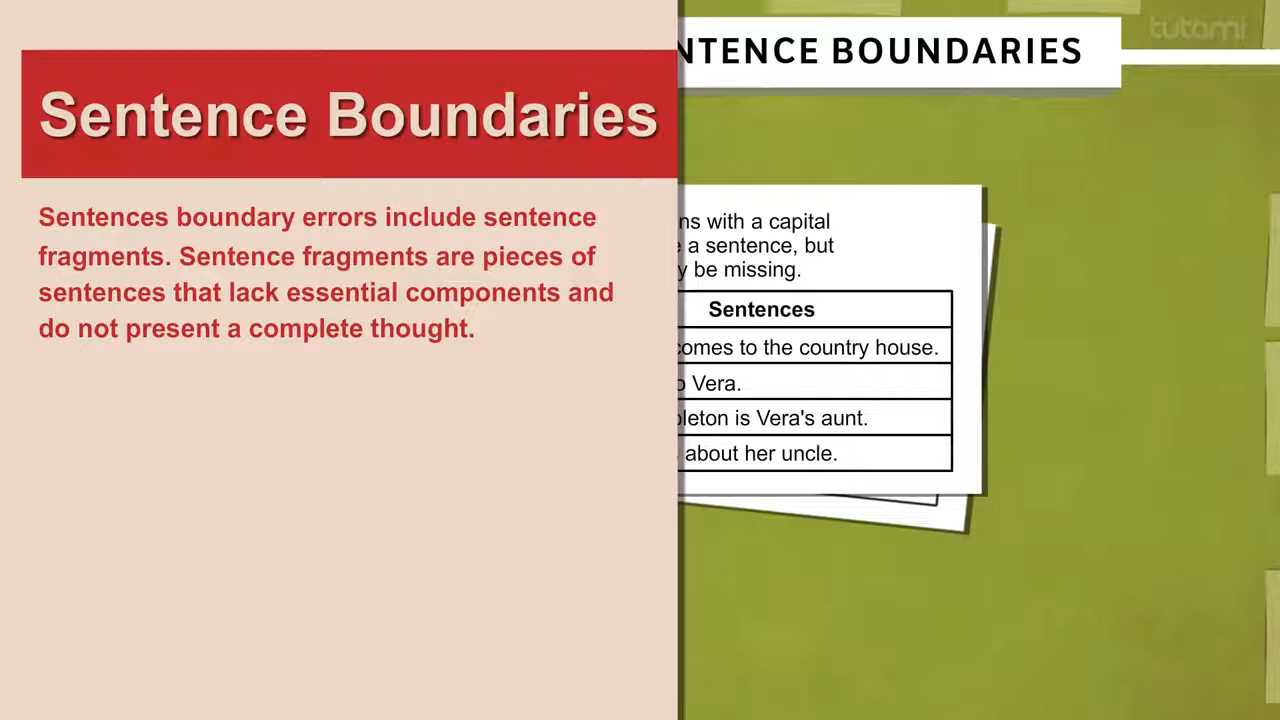 Sentence Boundaries
Sentences boundary errors include sentence
fragments. Sentence fragments are pieces of
sentences that lack essential components and
do not present a complete thought.
NTENCE BOUNDARIES
tutomi
ns with a capital
e a sentence, but
y be missing.
Sentences
comes to the country house.
o Vera.
pleton is Vera's aunt.
about her uncle.